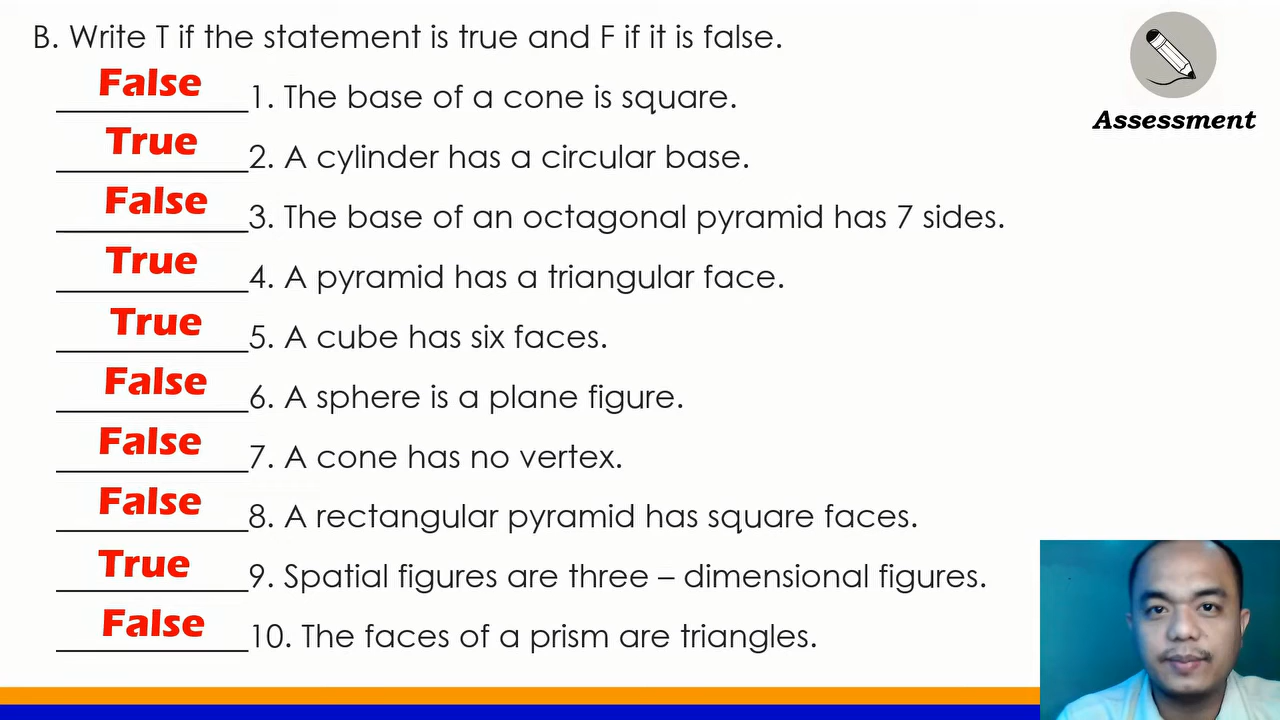 B. Write T if the statement is true and F if it is false.
Assessment
False 1. The base of a cone is square.
True 2. A cylinder has a circular base.
False 3. The base of an octagonal pyramid has 7 sides.
True 4. A pyramid has a triangular face.
True 5. A cube has six faces.
False 6. A sphere is a plane figure.
False 7. A cone has no vertex.
False 8. A rectangular pyramid has square faces.
True 9. Spatial figures are three – dimensional figures.
False 10. The faces of a prism are triangles.